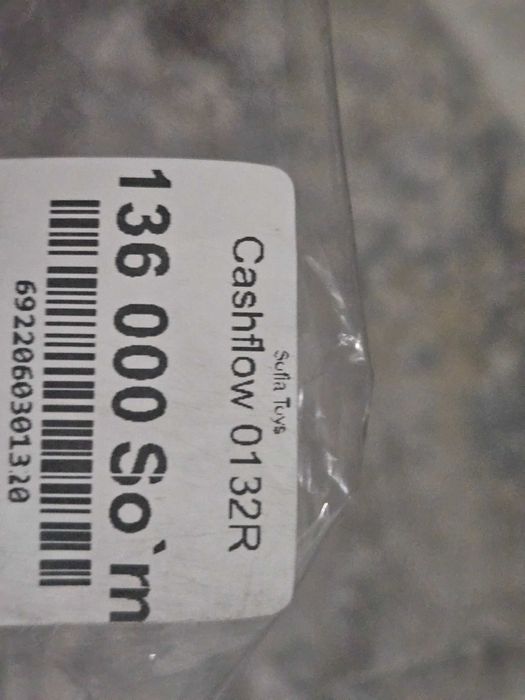 Sofia Toys
Cashflow 0132R
136 000 So`m
6922060301320